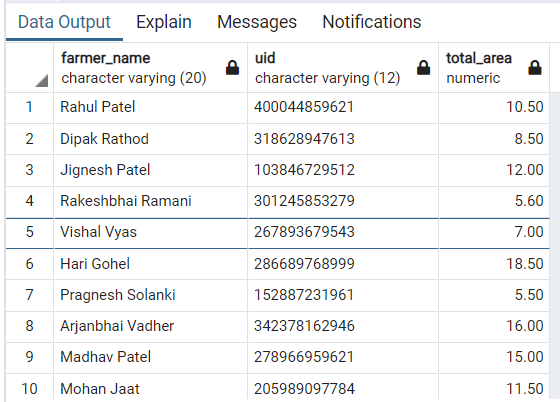 Data Output Explain Messages Notifications
farmer_name uid total_area
character varying (20) character varying (12) numeric
1 Rahul Patel 400044859621 10.50
2 Dipak Rathod 318628947613 8.50
3 Jignesh Patel 103846729512 12.00
4 Rakeshbhai Ramani 301245853279 5.60
5 Vishal Vyas 267893679543 7.00
6 Hari Gohel 286689768999 18.50
7 Pragnesh Solanki 152887231961 5.50
8 Arjanbhai Vadher 342378162946 16.00
9 Madhav Patel 278966959621 15.00
10 Mohan Jaat 205989097784 11.50